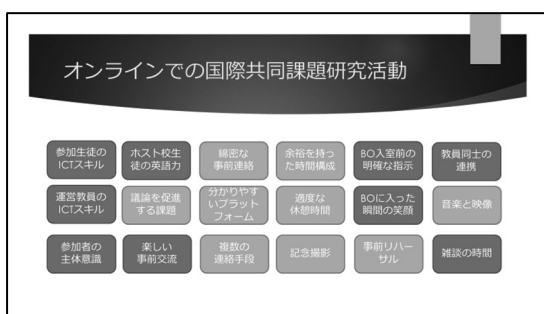 オンラインでの国際共同課題研究活動
参加生徒の
ICTスキル
ホスト校生
徒の英語力
綿密な
事前連絡
余裕を持っ
た時間構成
BO入室前の
明確な指示
教員同士の
連携
運営教員の
ICTスキル
議論を促進
する課題
分かりやす
いプラット
フォーム
適度な
休憩時間
BOに入った
瞬間の笑顔
音楽と映像
参加者の
主体意識
楽しい
事前交流
複数の
連絡手段
記念撮影
事前リハー
サル
雑談の時間